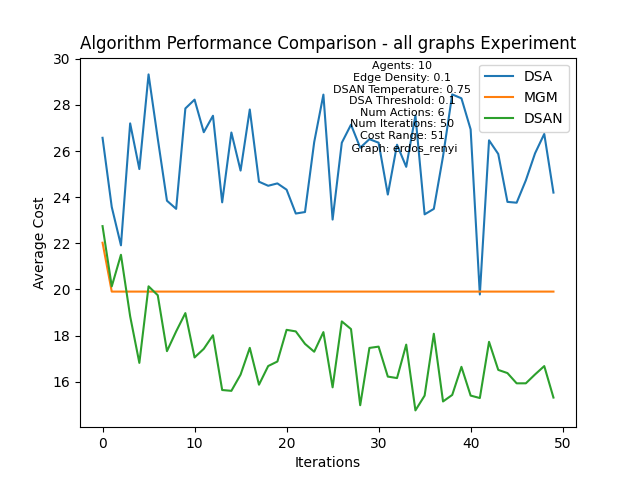 Algorithm Performance Comparison - all graphs Experiment
Agents: 10
Edge Density: 0.1
DSAN Temperature: 0.75
DSA Threshold: 0.1
Num Actions: 6
Num Iterations: 50
Cost Range: 51
Graph: erdos_renyi
DSA
MGM
DSAN
Average Cost
30
28
26
24
22
20
18
16
0
10
20
30
40
50
Iterations